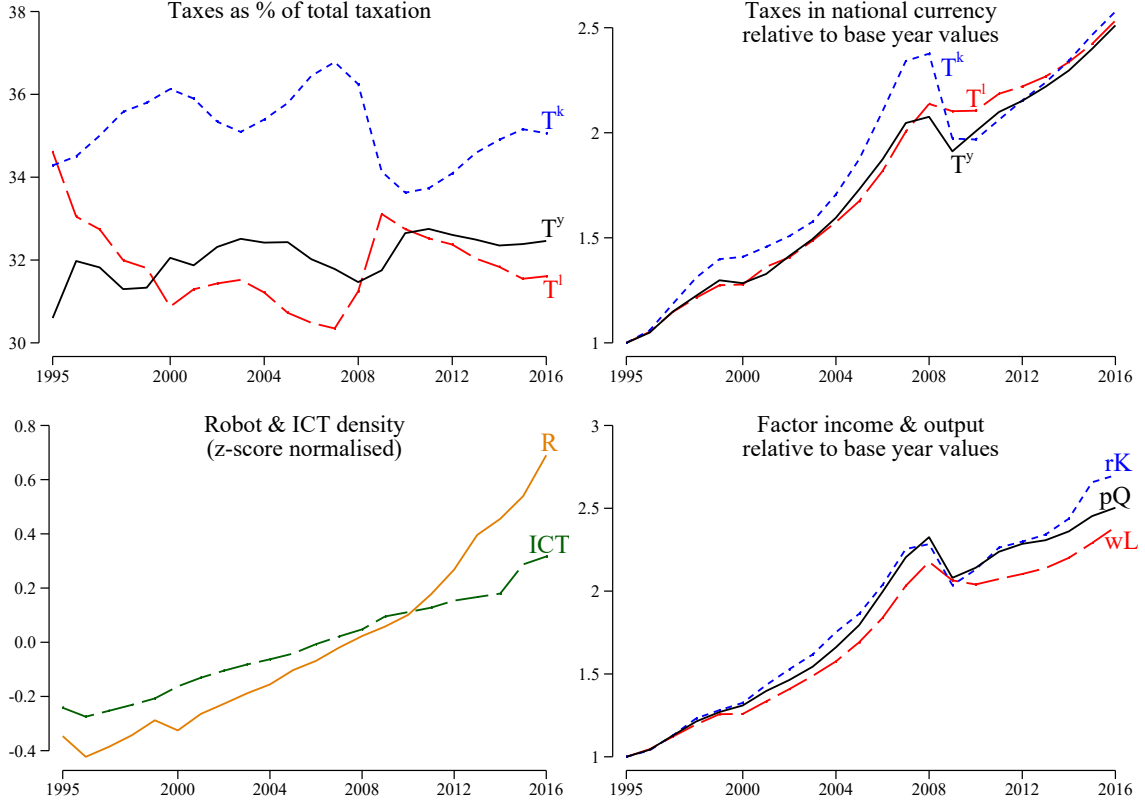 Taxes as % of total taxation
38
36
34
32
30
T^k
T^y
T^l
1995
2000
2004
2008
2012
2016
Taxes in national currency
relative to base year values
2.5
2
1.5
1
T^k
T^l
T^y
1995
2000
2004
2008
2012
2016
Robot & ICT density
(z-score normalised)
0.8
0.6
0.4
0.2
0.0
-0.2
-0.4
R
ICT
1995
2000
2004
2008
2012
2016
Factor income & output
relative to base year values
3
2.5
2
1.5
1
rK
pQ
wL
1995
2000
2004
2008
2012
2016